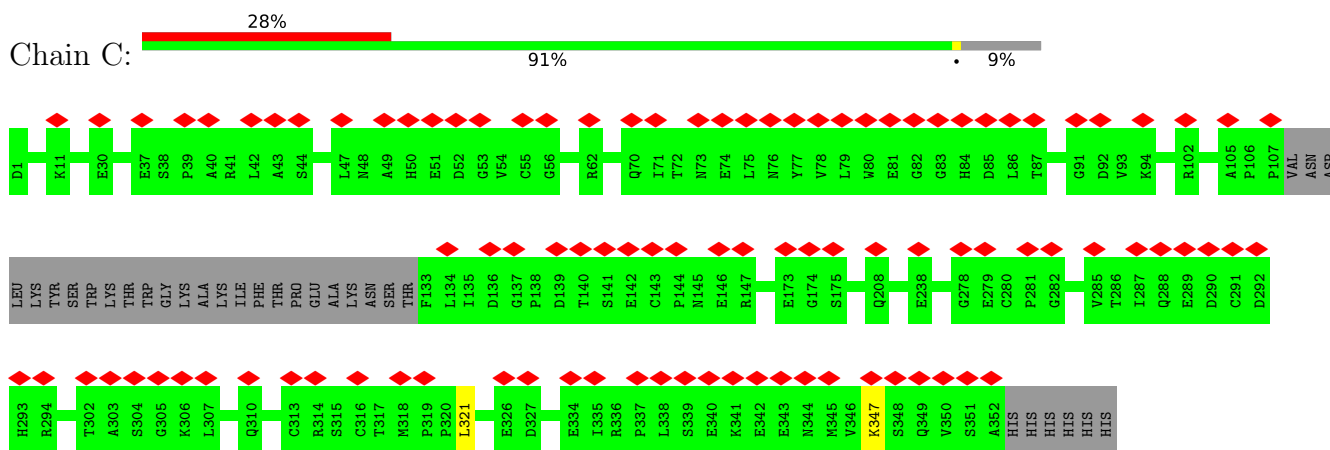 28%
Chain C:
91% • 9%
D1 K11 E30 E37 S38 P39 A40 R41 L42 A43 S44 L47 N48 A49 H50 E51 D52 G53 V54 C55 G56 R62 Q70 I71 T72 N73 E74 L75 N76 Y77 V78 L79 W80 E81 G82 G83 H84 D85 L86 T87 G91 D92 V93 K94 R102 A105 P106 P107 VAL ASN ASP
LEU LYS TYR SER TRP LYS THR TRP GLY LYS ALA LYS ILE PHE THR PRO GLU ALA LYS ASN SER THR F133 L134 I135 D136 G137 P138 D139 T140 S141 E142 C143 P144 N145 E146 R147 E173 G174 S175 Q208 E238 G278 E279 C280 P281 G282 V285 T286 I287 Q288 E289 D290 C291 D292
H293 R294 T302 A303 S304 G305 K306 L307 Q310 C313 R314 S315 C316 T317 M318 P319 P320 L321 E326 D327 E334 I335 R336 P337 L338 S339 E340 K341 E342 E343 N344 M345 V346 K347 S348 Q349 V350 S351 A352 HIS HIS HIS HIS HIS HIS